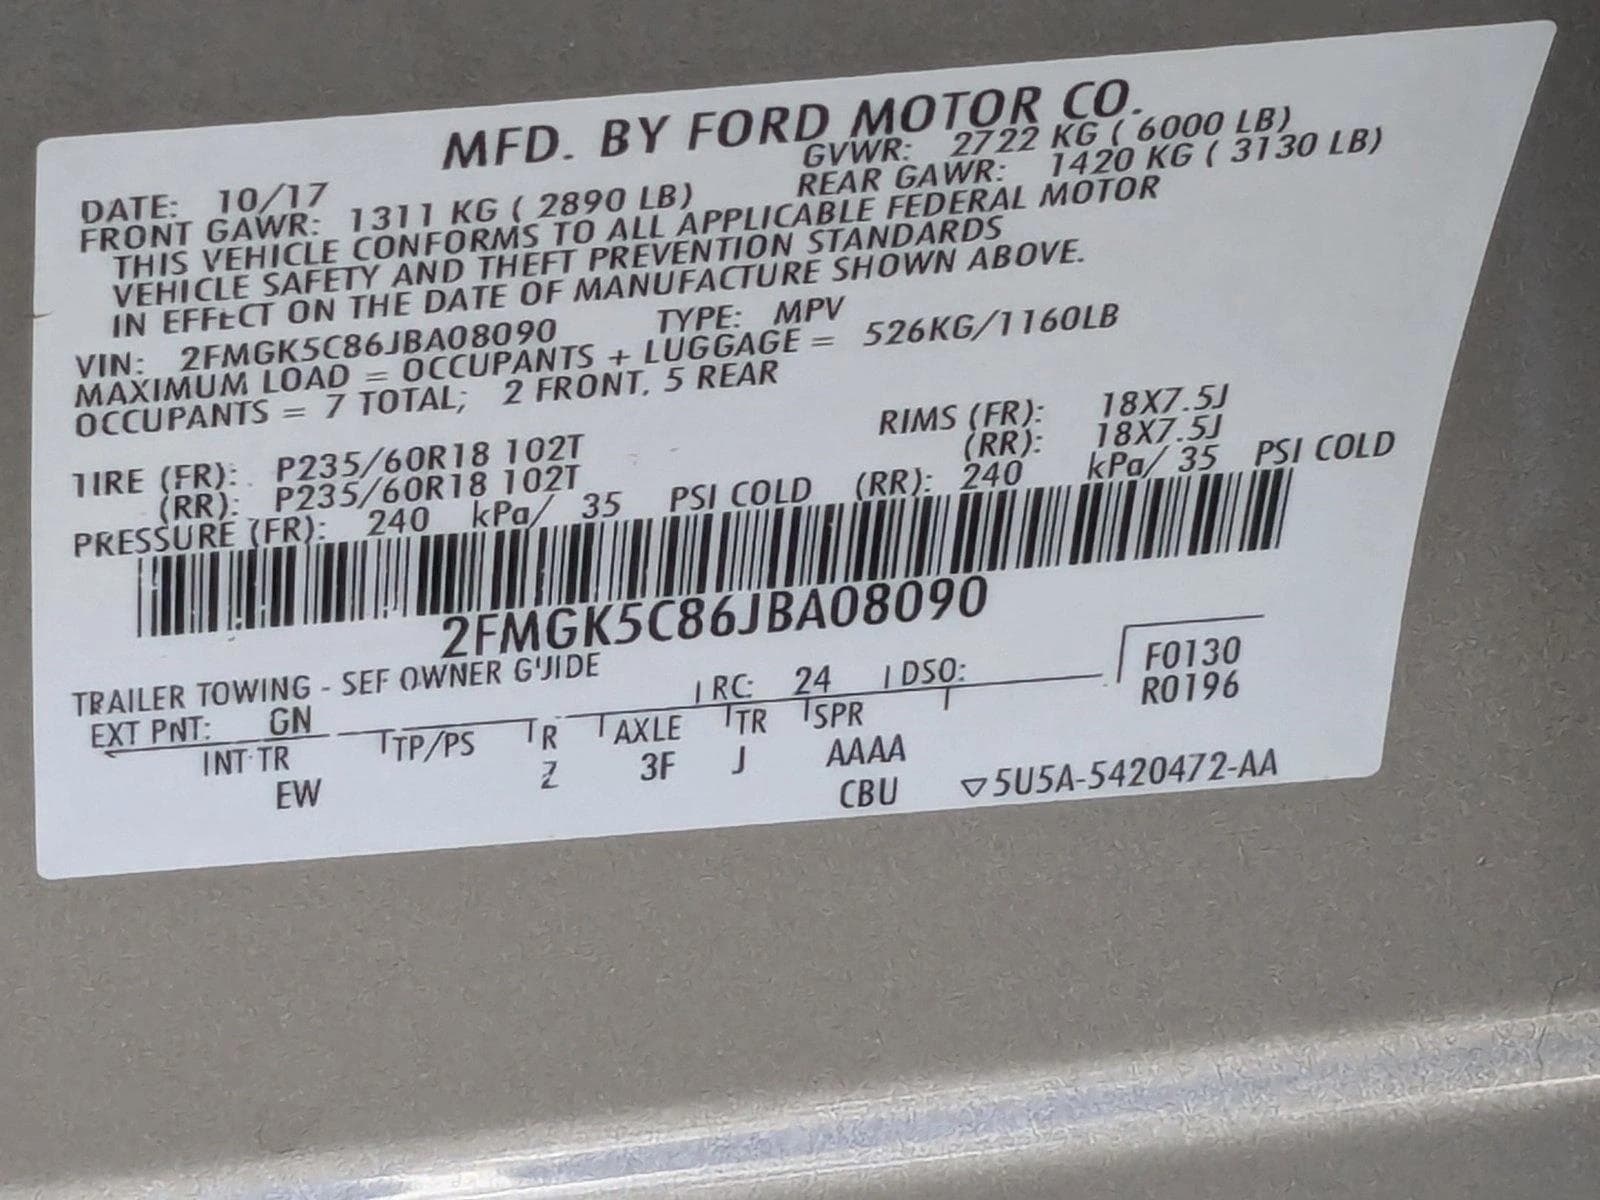 MFD. BY FORD MOTOR CO.
DATE: 10/17 GVWR: 2722 KG ( 6000 LB)
FRONT GAWR: 1311 KG ( 2890 LB) REAR GAWR: 1420 KG ( 3130 LB)
THIS VEHICLE CONFORMS TO ALL APPLICABLE FEDERAL MOTOR
VEHICLE SAFETY AND THEFT PREVENTION STANDARDS
IN EFFECT ON THE DATE OF MANUFACTURE SHOWN ABOVE.
VIN: 2FMGK5C86JBA08090 TYPE: MPV
MAXIMUM LOAD = OCCUPANTS + LUGGAGE = 526KG/1160LB
OCCUPANTS = 7 TOTAL; 2 FRONT, 5 REAR
TIRE (FR): P235/60R18 102T RIMS (FR): 18X7.5J
(RR): P235/60R18 102T (RR): 18X7.5J
PRESSURE (FR): 240 kPa/ 35 PSI COLD (RR): 240 kPa/ 35 PSI COLD
2FMGK5C86JBA08090
TRAILER TOWING - SEE OWNER GUIDE
F0130
R0196
EXT PNT: GN RC: 24 DSO:
INT TR TP/PS R AXLE TR SPR
EW Z 3F J AAAA
CBU ▽5U5A-5420472-AA